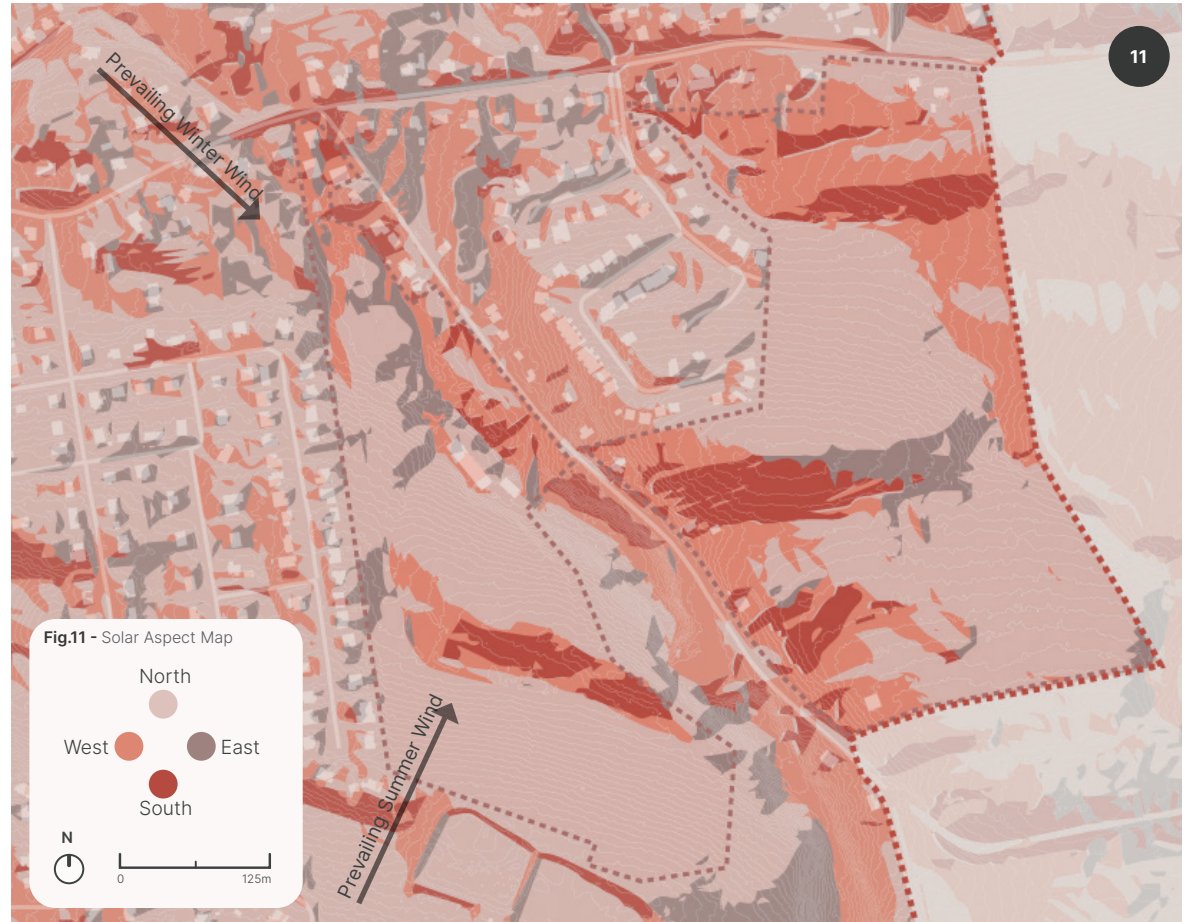 11
Prevailing Winter Wind
Prevailing Summer Wind
Fig.11 - Solar Aspect Map
North
West
East
South
N
0
125m